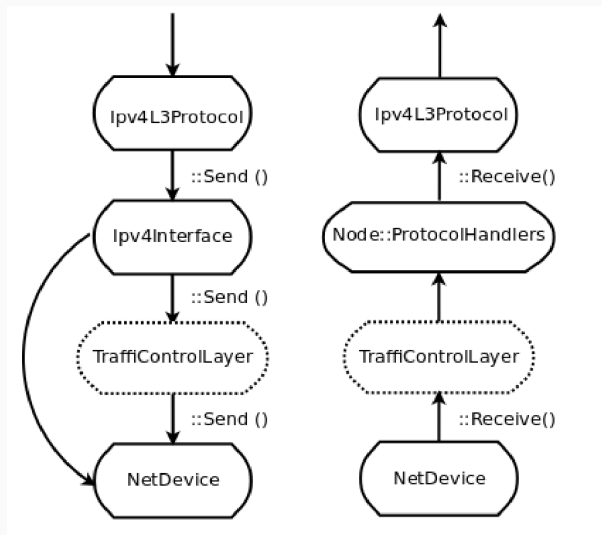 Ipv4L3Protocol
::Send ()
Ipv4Interface
::Send ()
TraffiControlLayer
::Send ()
NetDevice
Ipv4L3Protocol
::Receive()
Node::ProtocolHandlers
TraffiControlLayer
::Receive()
NetDevice